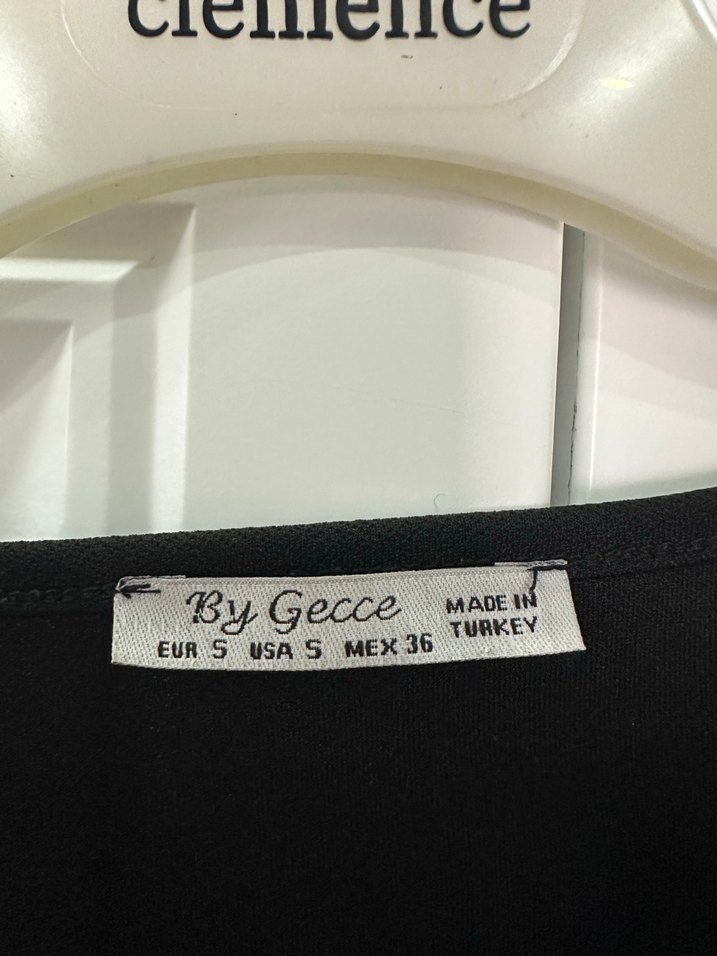 clemence
By Gecce
MADE IN
TURKEY
EUR S USA S MEX 36